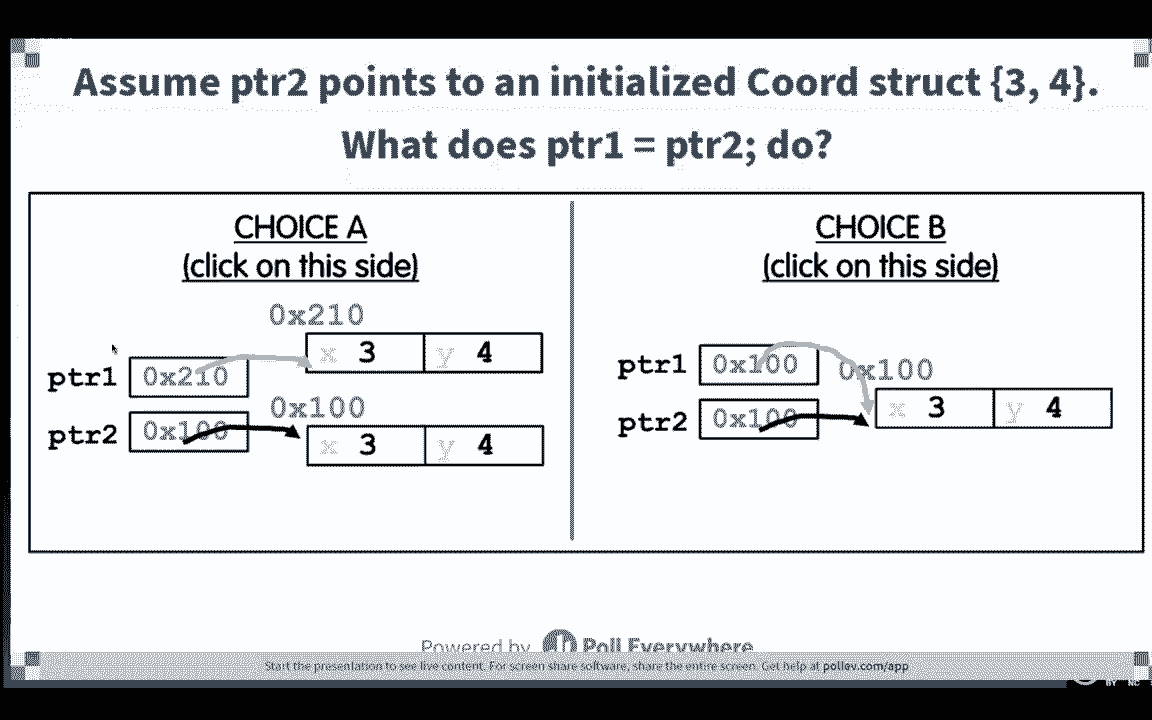 Assume ptr2 points to an initialized Coord struct {3, 4}.
What does ptr1 = ptr2; do?
CHOICE A
(click on this side)
0x210
ptr1 0x210 x 3 y 4
0x100
ptr2 0x100 x 3 y 4
CHOICE B
(click on this side)
ptr1 0x100 0x100
ptr2 0x100 x 3 y 4
Powered by Poll Everywhere
Start the presentation to see live content. For screen share software, share the entire screen. Get help at pollev.com/app
BY NC